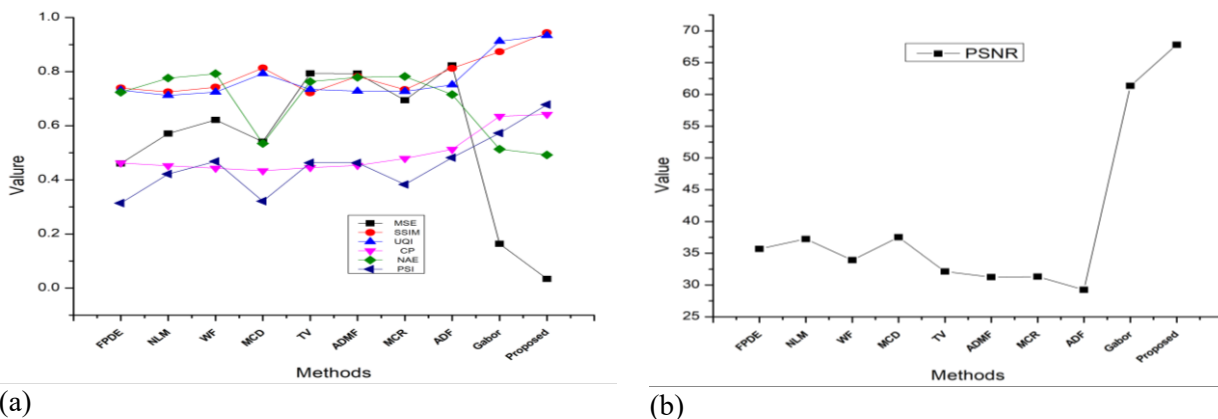 1.0
0.8
0.6
0.4
0.2
0.0
Valure
MSE
SSIM
UQI
CP
NAE
PSI
FPDE
NLM
WF
MCD
TV
ADMF
MCR
ADF
Gabor
Proposed
Methods
(a)
70
65
60
55
50
45
40
35
30
25
Value
PSNR
FPDE
NLM
WF
MCD
TV
ADMF
MCR
ADF
Gabor
Proposed
Methods
(b)